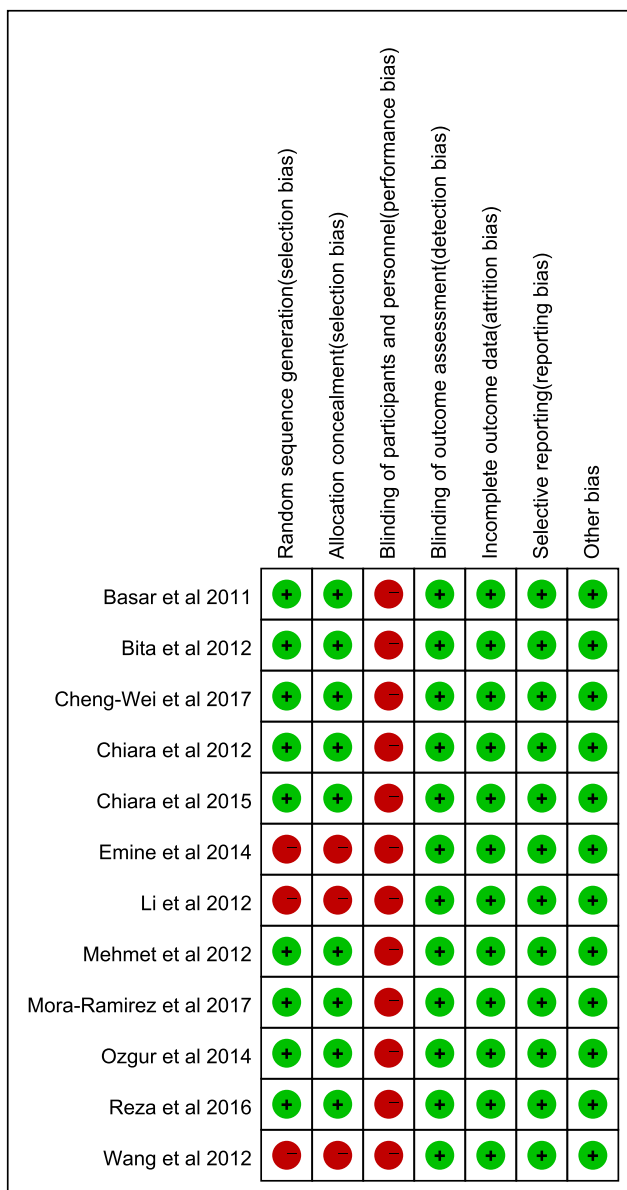 Random sequence generation(selection bias)
Allocation concealment(selection bias)
Blinding of participants and personnel(performance bias)
Blinding of outcome assessment(detection bias)
Incomplete outcome data(attrition bias)
Selective reporting(reporting bias)
Other bias
Basar et al 2011 + + - + + + +
Bita et al 2012 + + - + + + +
Cheng-Wei et al 2017 + + - + + + +
Chiara et al 2012 + + - + + + +
Chiara et al 2015 + + - + + + +
Emine et al 2014 - - - + + + +
Li et al 2012 - - - + + + +
Mehmet et al 2012 + + - + + + +
Mora-Ramirez et al 2017 + + - + + + +
Ozgur et al 2014 + + - + + + +
Reza et al 2016 + + - + + + +
Wang et al 2012 - - - + + + +